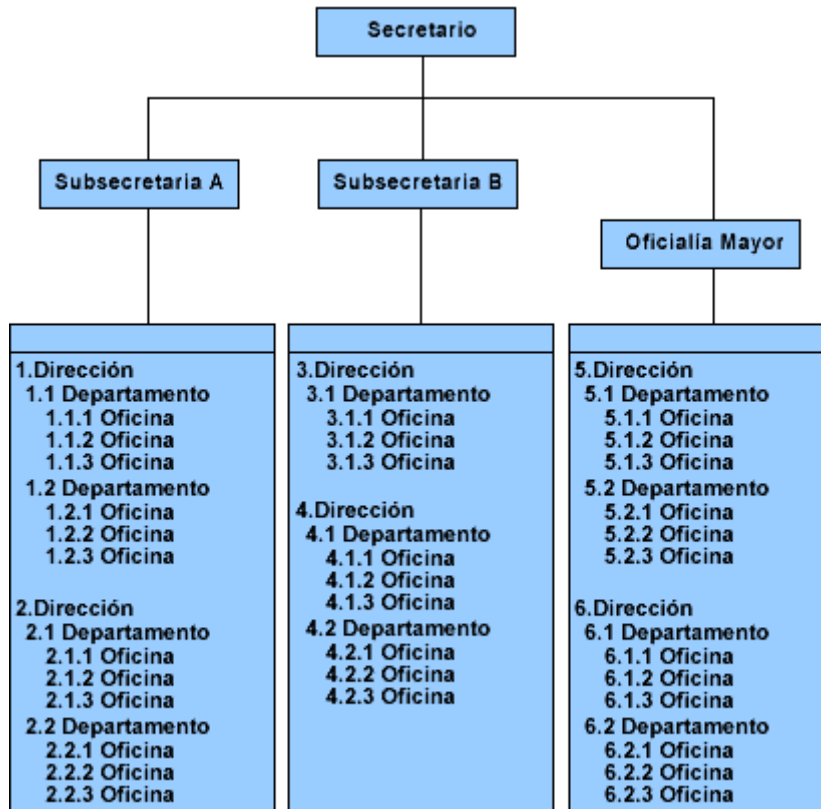 Secretario
Subsecretaria A
Subsecretaria B
Oficialía Mayor
1.Dirección
1.1 Departamento
1.1.1 Oficina
1.1.2 Oficina
1.1.3 Oficina
1.2 Departamento
1.2.1 Oficina
1.2.2 Oficina
1.2.3 Oficina
2.Dirección
2.1 Departamento
2.1.1 Oficina
2.1.2 Oficina
2.1.3 Oficina
2.2 Departamento
2.2.1 Oficina
2.2.2 Oficina
2.2.3 Oficina
3.Dirección
3.1 Departamento
3.1.1 Oficina
3.1.2 Oficina
3.1.3 Oficina
4.Dirección
4.1 Departamento
4.1.1 Oficina
4.1.2 Oficina
4.1.3 Oficina
4.2 Departamento
4.2.1 Oficina
4.2.2 Oficina
4.2.3 Oficina
5.Dirección
5.1 Departamento
5.1.1 Oficina
5.1.2 Oficina
5.1.3 Oficina
5.2 Departamento
5.2.1 Oficina
5.2.2 Oficina
5.2.3 Oficina
6.Dirección
6.1 Departamento
6.1.1 Oficina
6.1.2 Oficina
6.1.3 Oficina
6.2 Departamento
6.2.1 Oficina
6.2.2 Oficina
6.2.3 Oficina